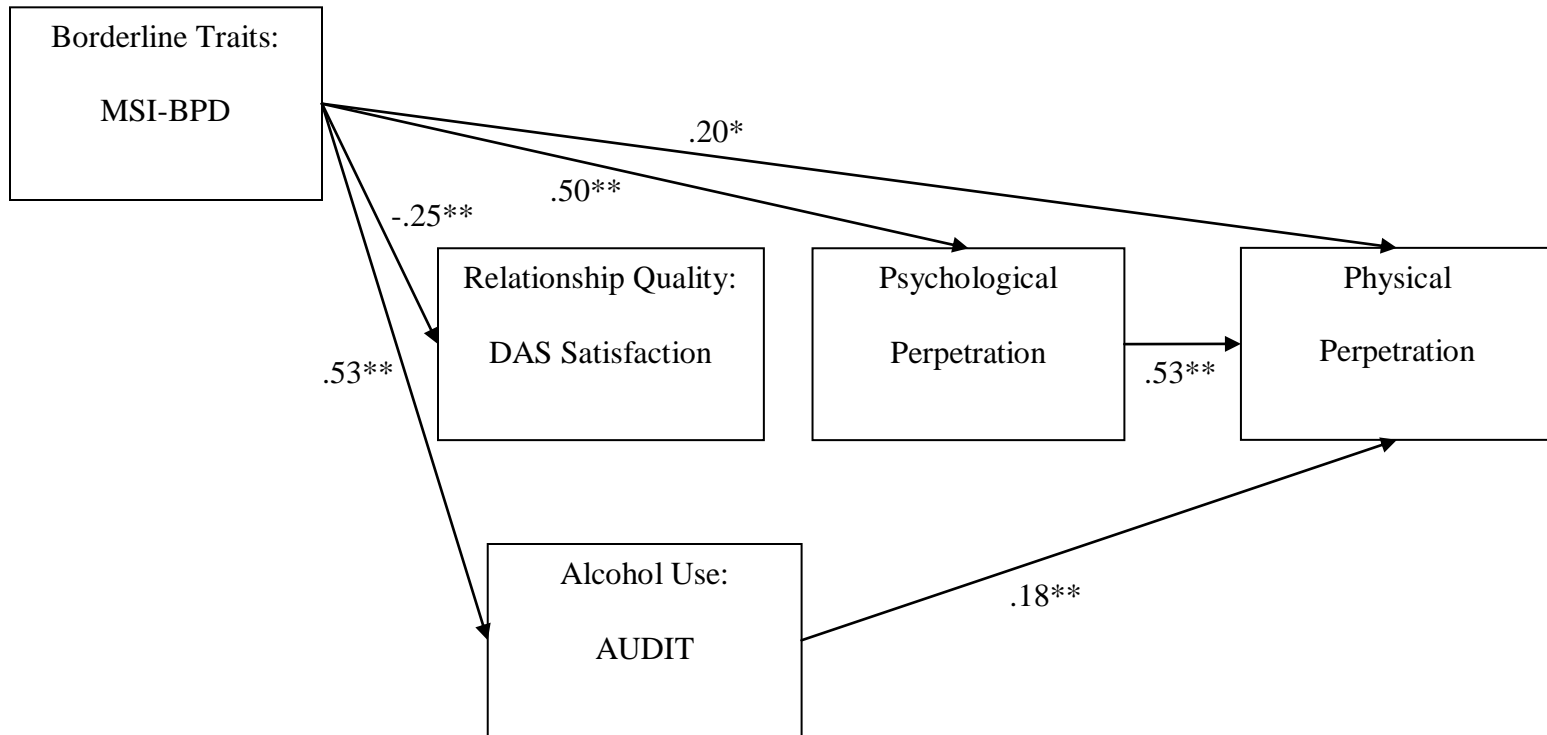 Borderline Traits:
MSI-BPD
.20*
.50**
-.25**
.53**
Relationship Quality:
DAS Satisfaction
Psychological
Perpetration
.53**
Physical
Perpetration
Alcohol Use:
AUDIT
.18**